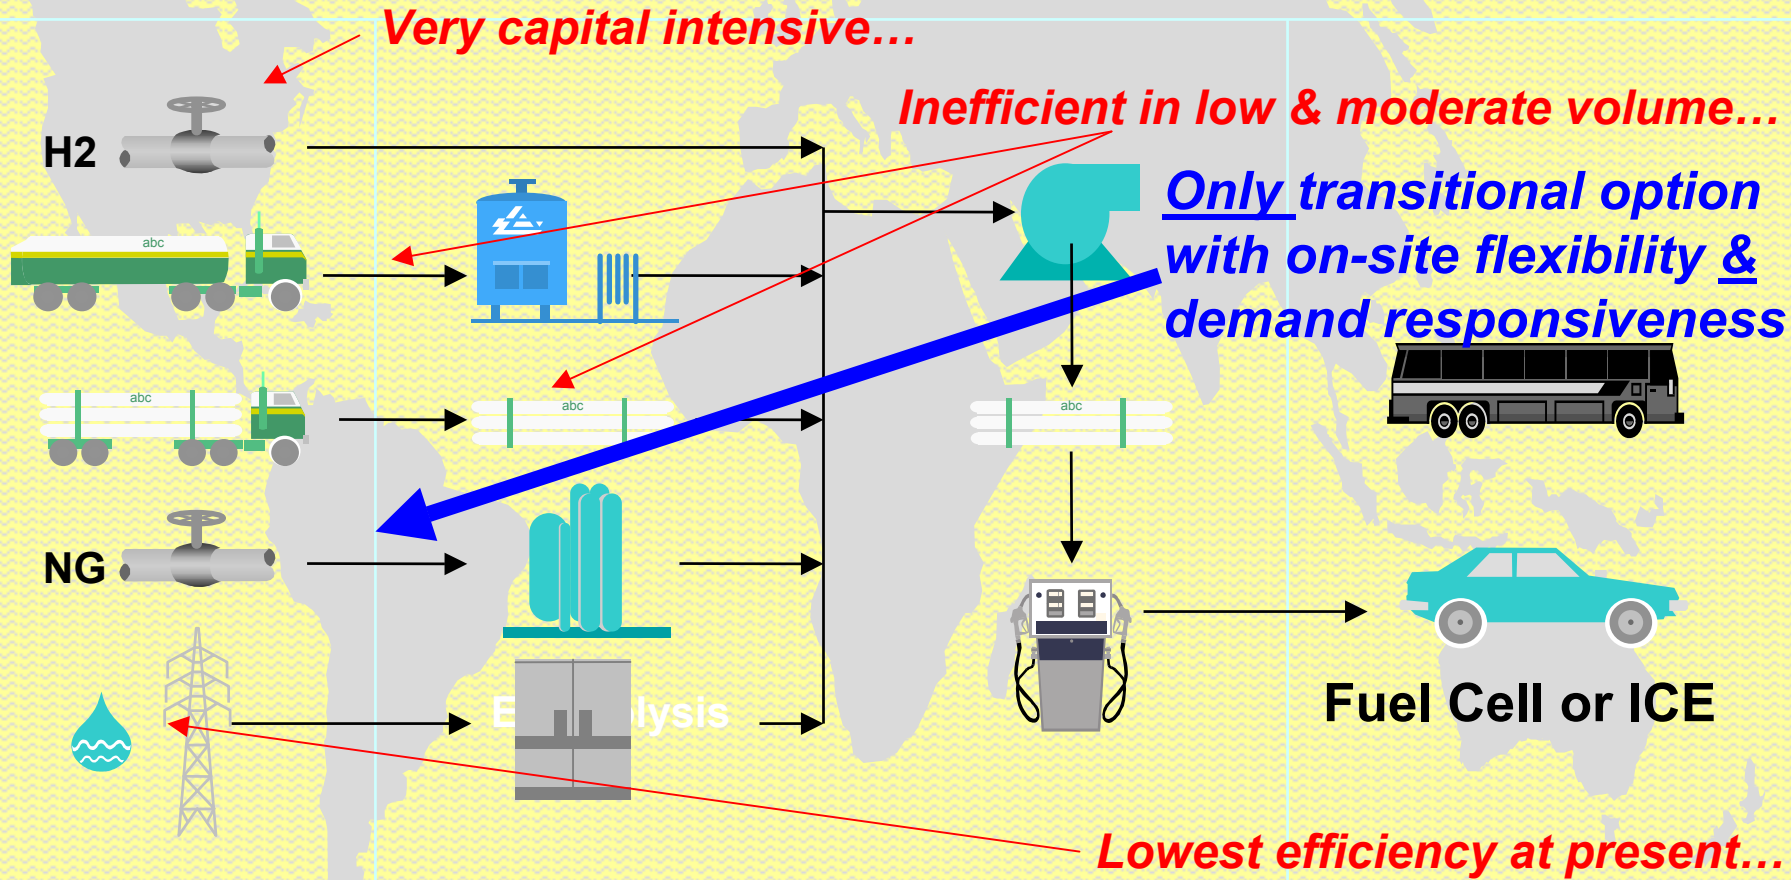 Very capital intensive…
Inefficient in low & moderate volume…
H2
Only transitional option
with on-site flexibility &
demand responsiveness
abc
abc
abc
abc
NG
Fuel Cell or ICE
Lowest efficiency at present…